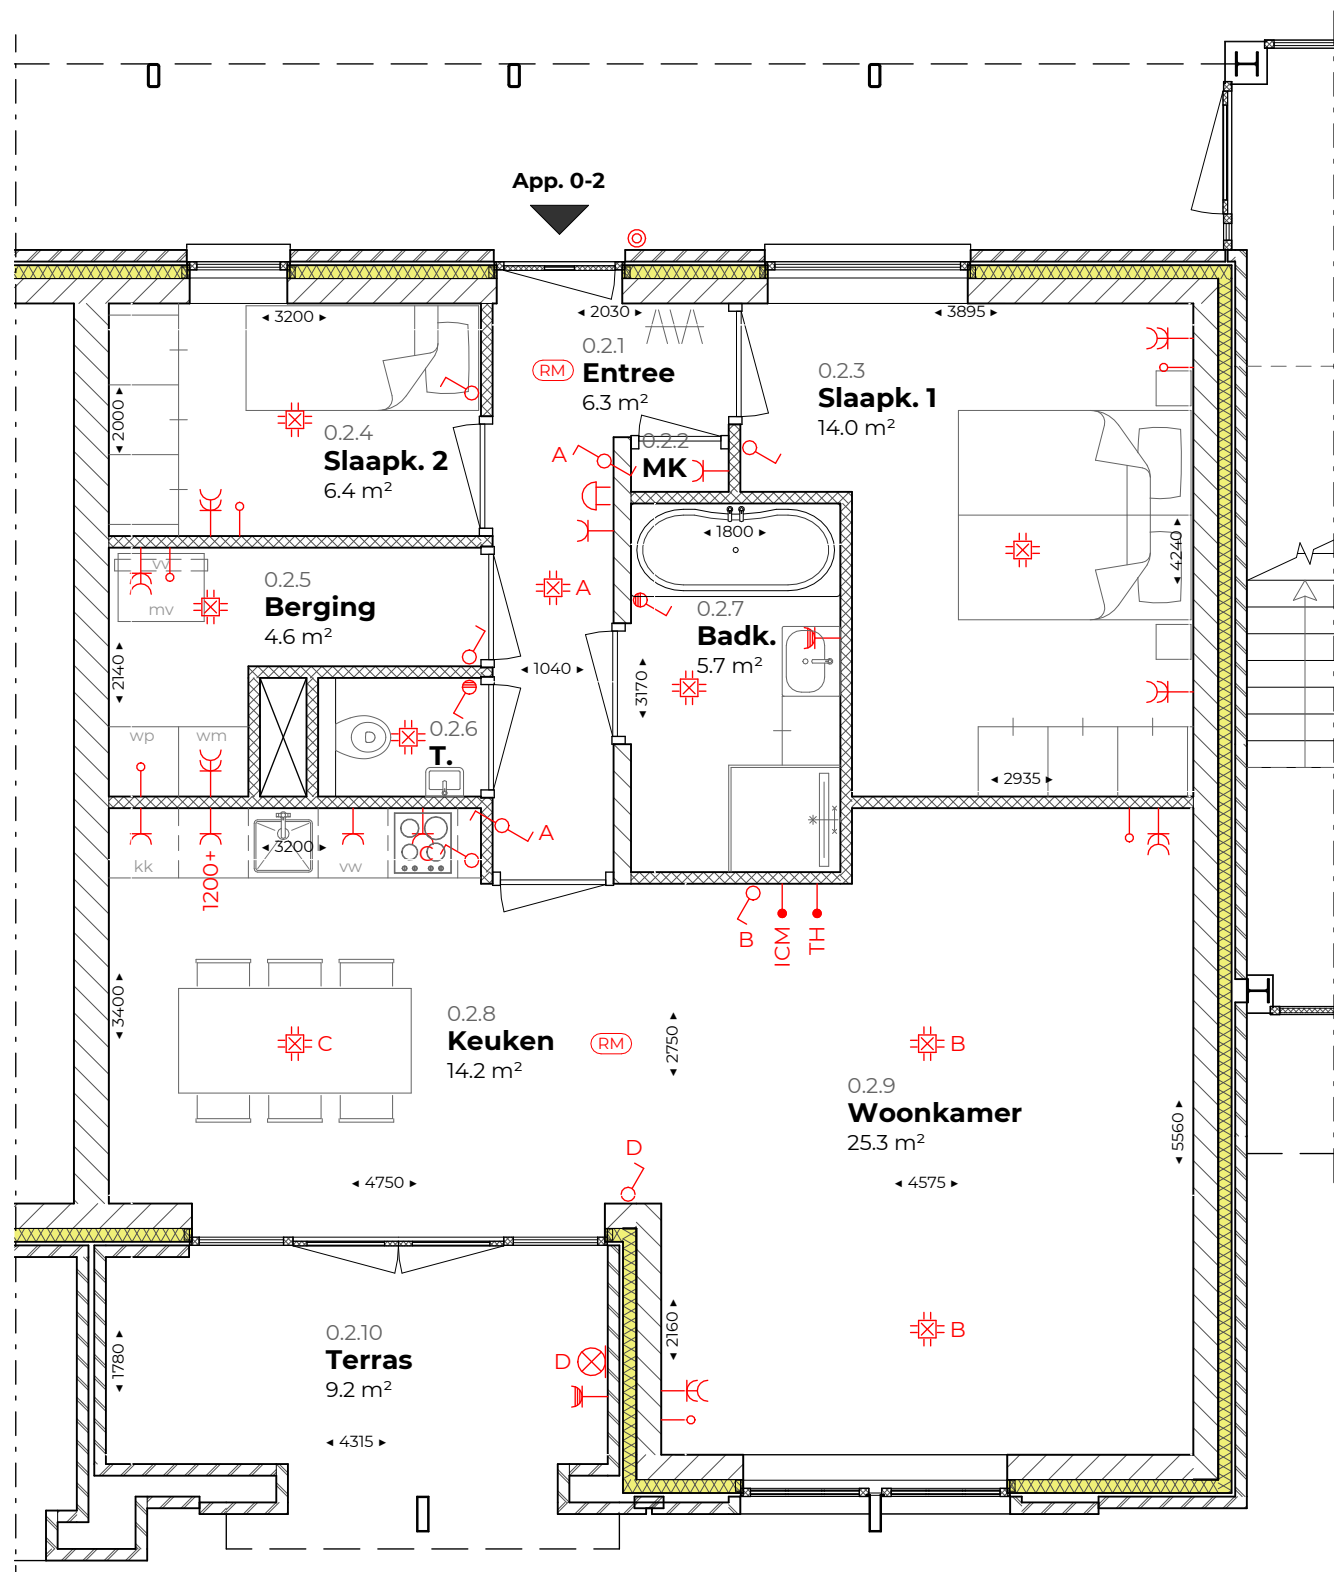 App. 0-2
3200
2030
3895
0.2.1
Entree
6.3 m²
RM
0.2.3
Slaapk. 1
14.0 m²
2000
0.2.4
Slaapk. 2
6.4 m²
A
0.2.2
MK
1800
4240
vv
mv
0.2.5
Berging
4.6 m²
A
0.2.7
Badk.
5.7 m²
2140
1040
3170
wp
wm
0.2.6
T.
D
2935
A
3200
kk
vw
C
1200+
B
ICM
TH
3400
0.2.8
Keuken
14.2 m²
C
RM
2750
B
0.2.9
Woonkamer
25.3 m²
5560
D
4750
4575
0.2.10
Terras
9.2 m²
1780
D
2160
B
4315